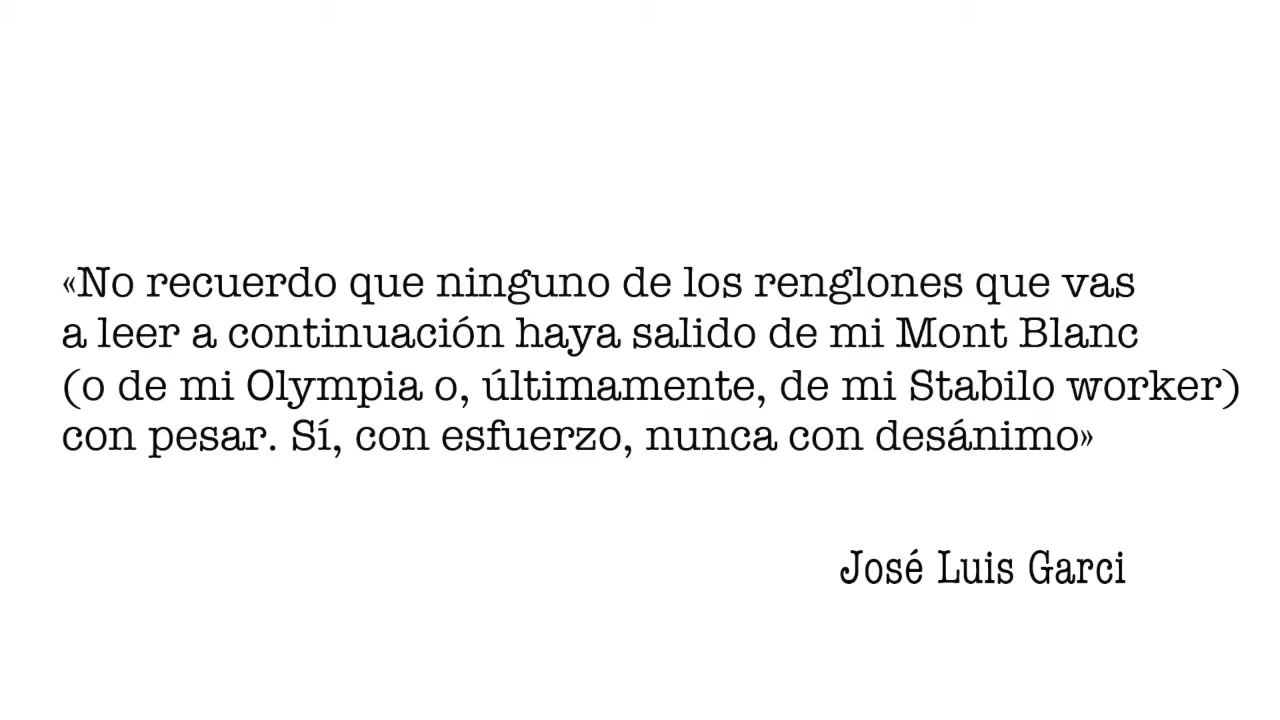 «No recuerdo que ninguno de los renglones que vas
a leer a continuación haya salido de mi Mont Blanc
(o de mi Olympia o, últimamente, de mi Stabilo worker)
con pesar. Sí, con esfuerzo, nunca con desánimo»
José Luis Garci